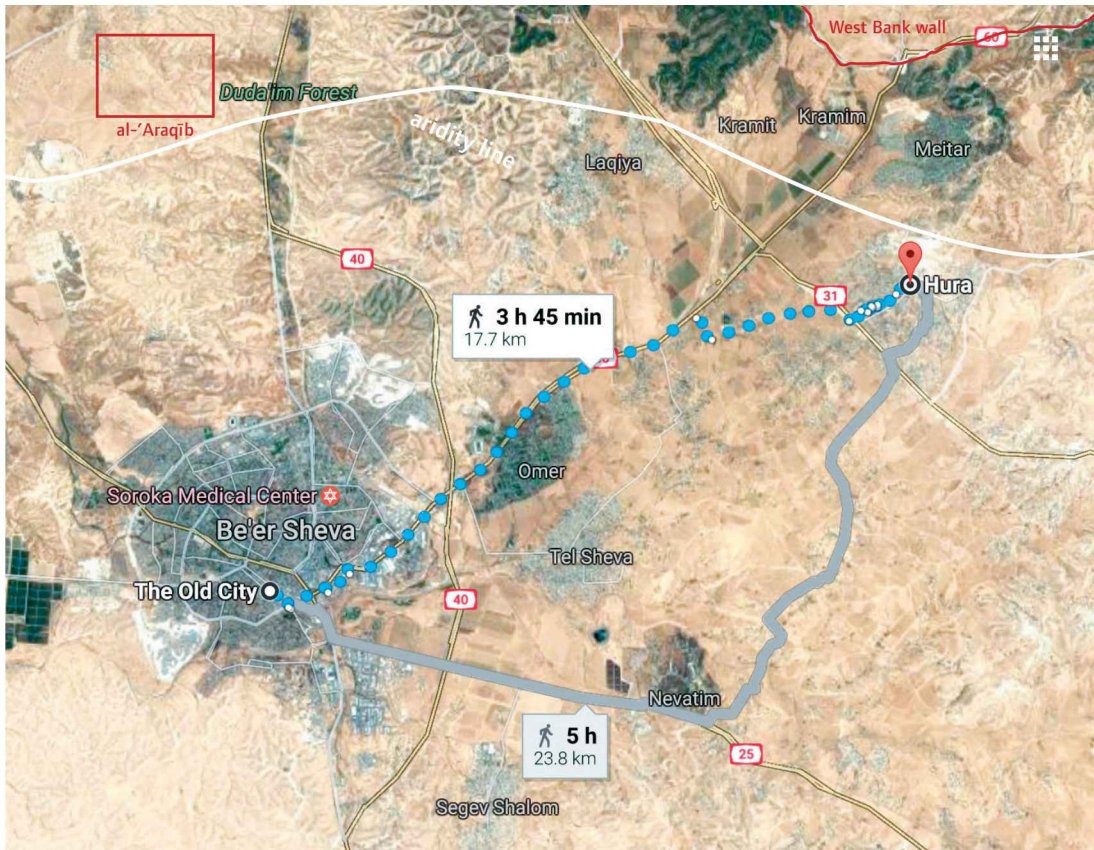 West Bank wall
60
Duda'im Forest
al-'Araqīb
aridity line
Kramit
Kramim
Meitar
Laqiya
40
31
Hura
3 h 45 min
17.7 km
Omer
Soroka Medical Center
Be'er Sheva
Tel Sheva
The Old City
40
Nevatim
5 h
23.8 km
25
Segev Shalom